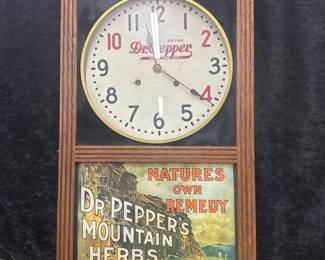 12
11 1
DRINK
10 Dr. Pepper 2
9 3
8 4
7 5
6
NATURES
OWN
REMEDY
DR. PEPPER'S
MOUNTAIN
HERBS